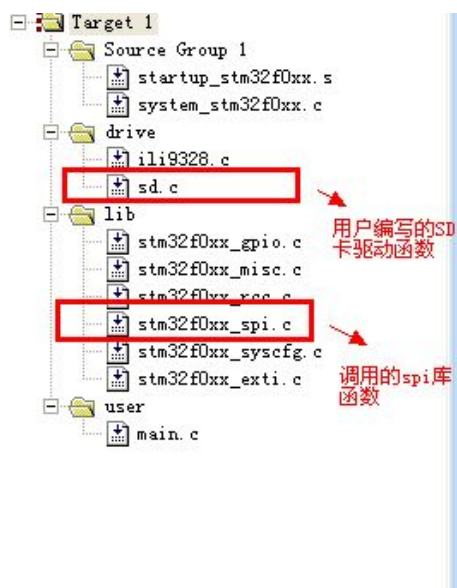 Target 1
Source Group 1
startup_stm32f0xx.s
system_stm32f0xx.c
drive
ili9328.c
sd.c
用户编写的SD
卡驱动函数
lib
stm32f0xx_gpio.c
stm32f0xx_misc.c
stm32f0xx_rcc.c
stm32f0xx_spi.c
stm32f0xx_syscfg.c
stm32f0xx_exti.c
调用的spi库
函数
user
main.c